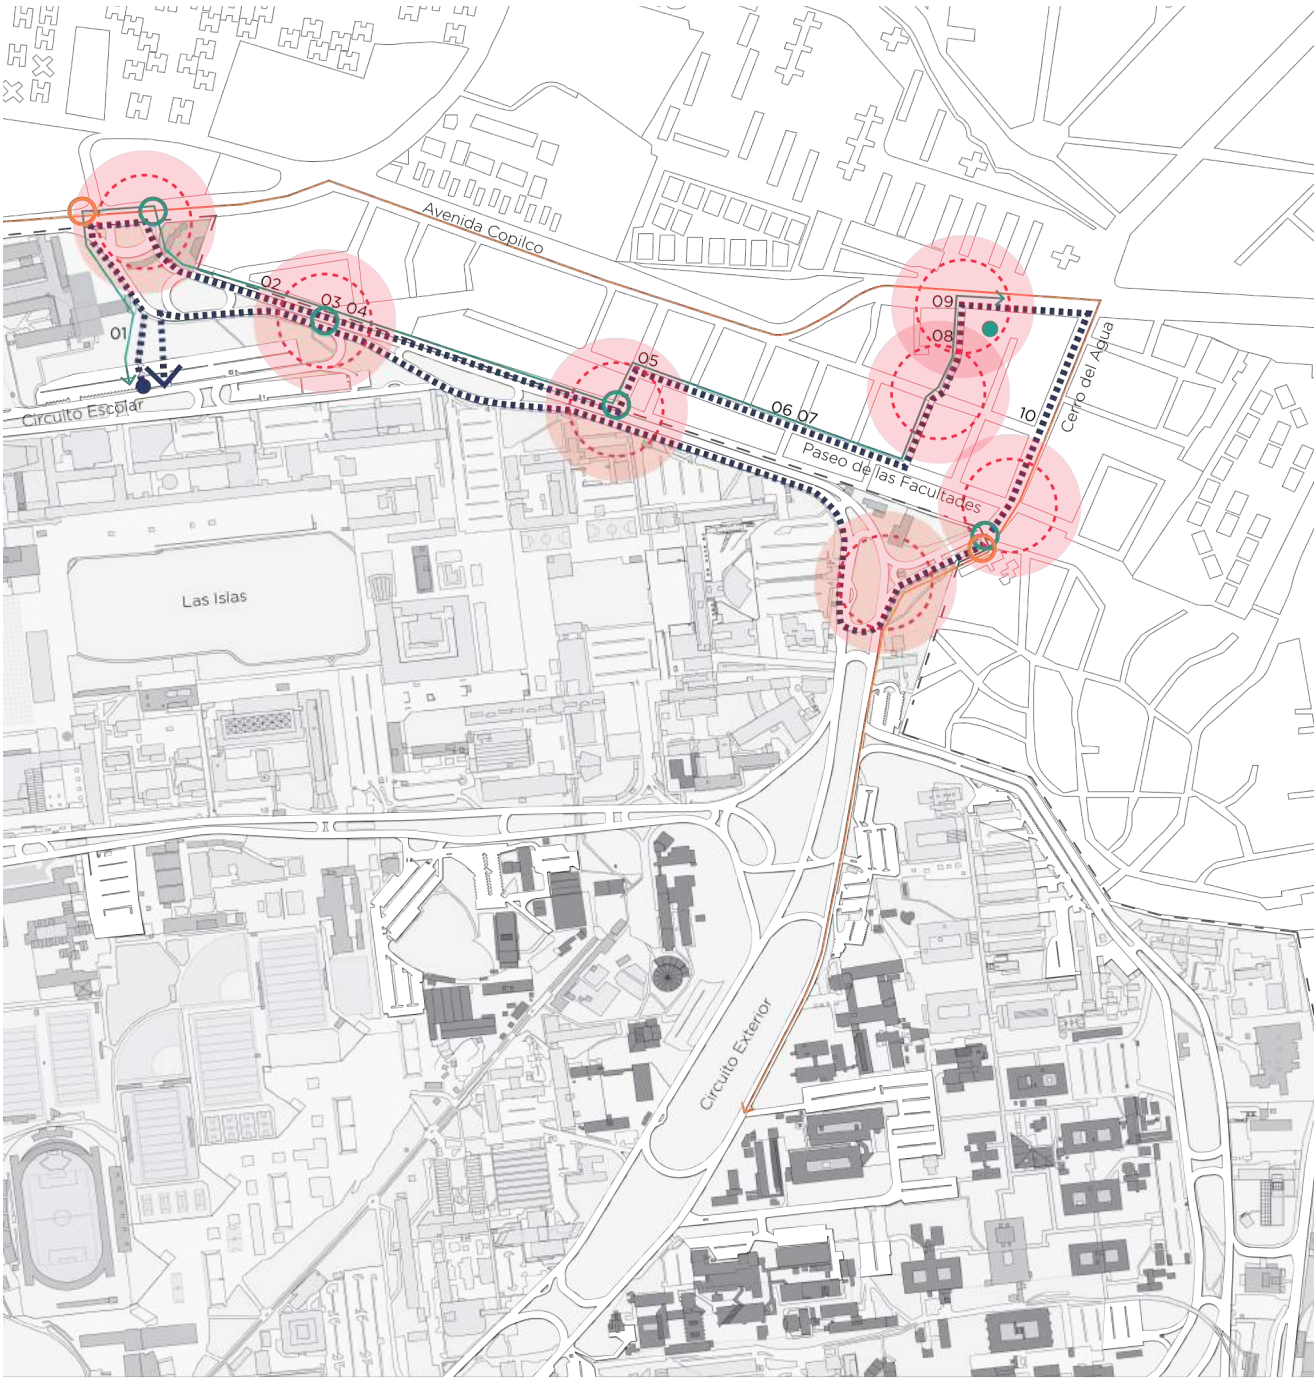 Avenida Copilco
02
03 04
09
01
08
05
Cerro del Agua
Circuito Escolar
06 07
10
Paseo de las Facultades
Las Islas
Circuito Exterior